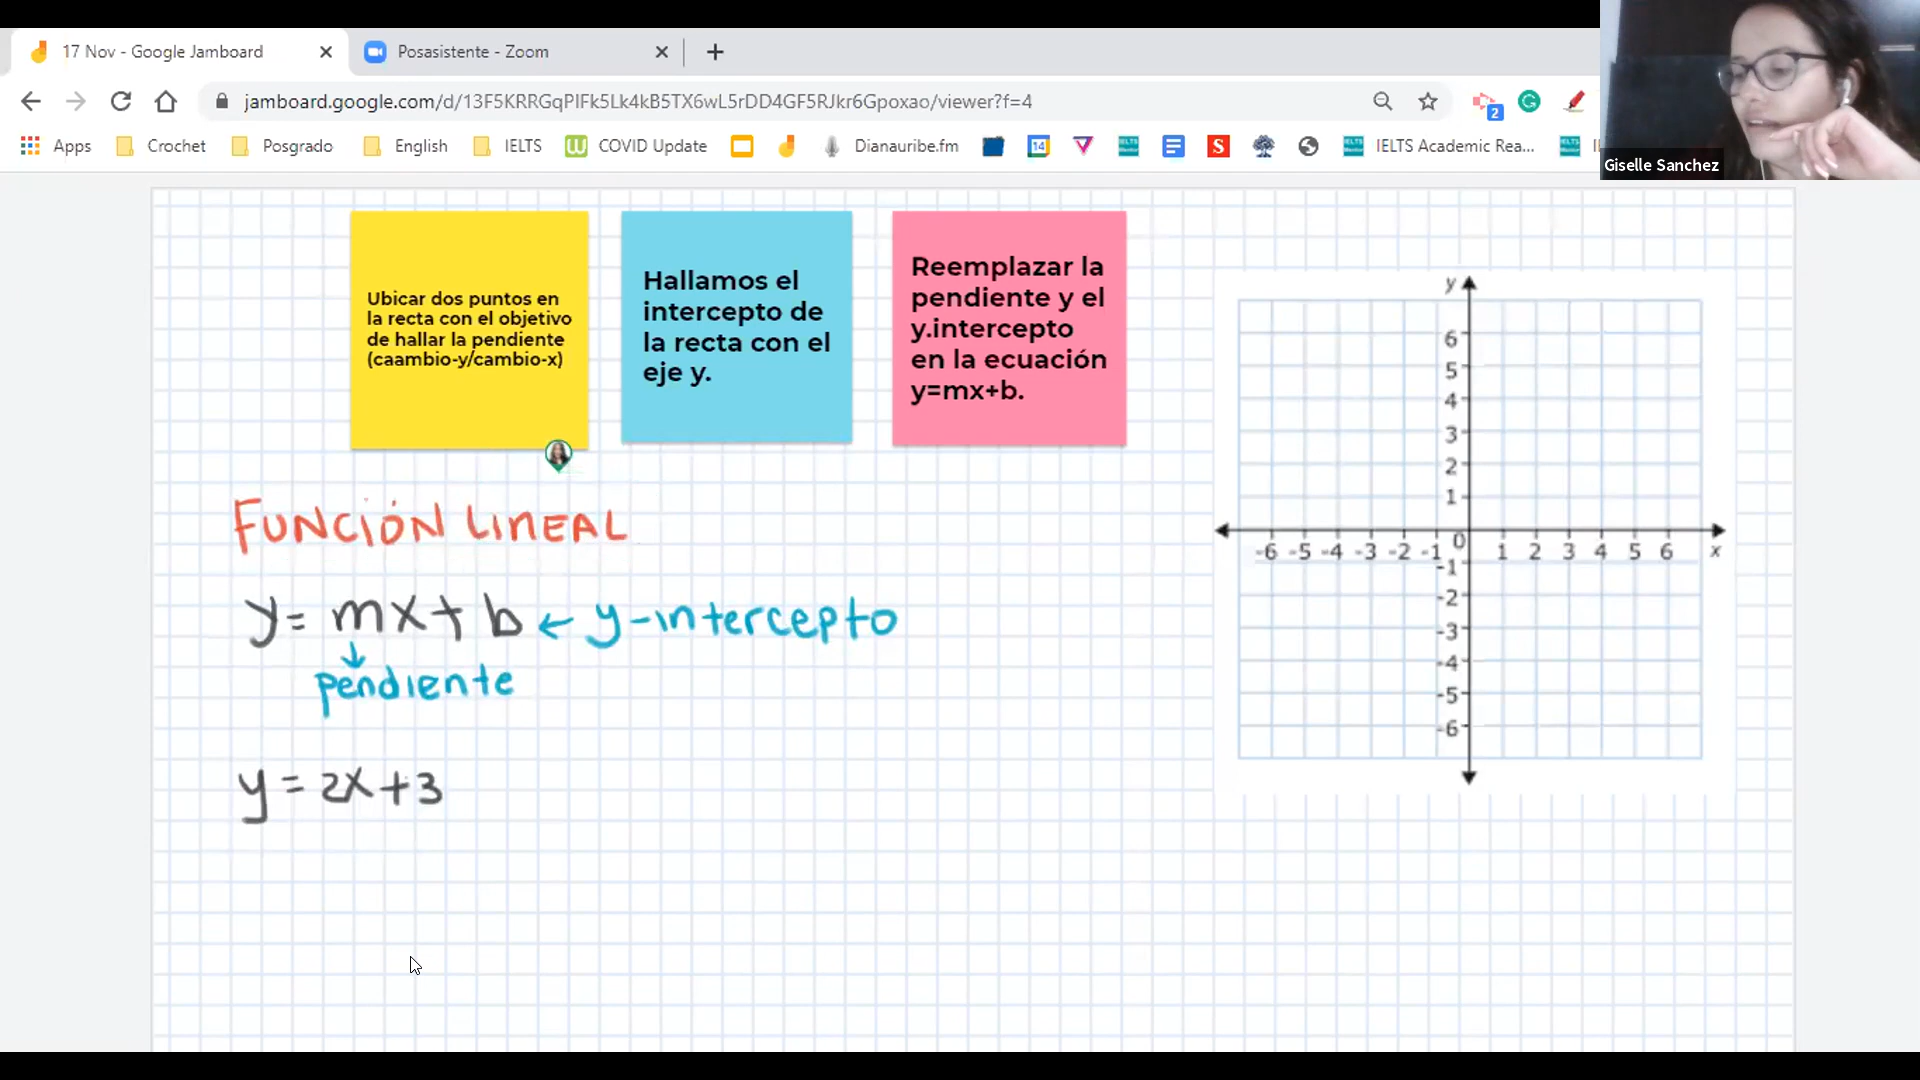 17 Nov - Google Jamboard
Posasistente - Zoom
jamboard.google.com/d/13F5KRRGqPIFk5Lk4kB5TX6wL5rDD4GF5RJkr6Gpoxao/viewer?f=4
2
G
Apps
Crochet
Posgrado
English
IELTS
COVID Update
Dianauribe.fm
14
S
IELTS Academic Rea...
Giselle Sanchez
Ubicar dos puntos en
la recta con el objetivo
de hallar la pendiente
(caambio-y/cambio-x)
Hallamos el
intercepto de
la recta con el
eje y.
Reemplazar la
pendiente y el
y.intercepto
en la ecuación
y=mx+b.
FUNCIÓN LINEAL
y= mx+ b ← y-intercepto
pendiente
y = 2x+3
y
6
5
4
3
2
1
-6 -5 -4 -3 -2 -1 0 1 2 3 4 5 6 x
-1
-2
-3
-4
-5
-6